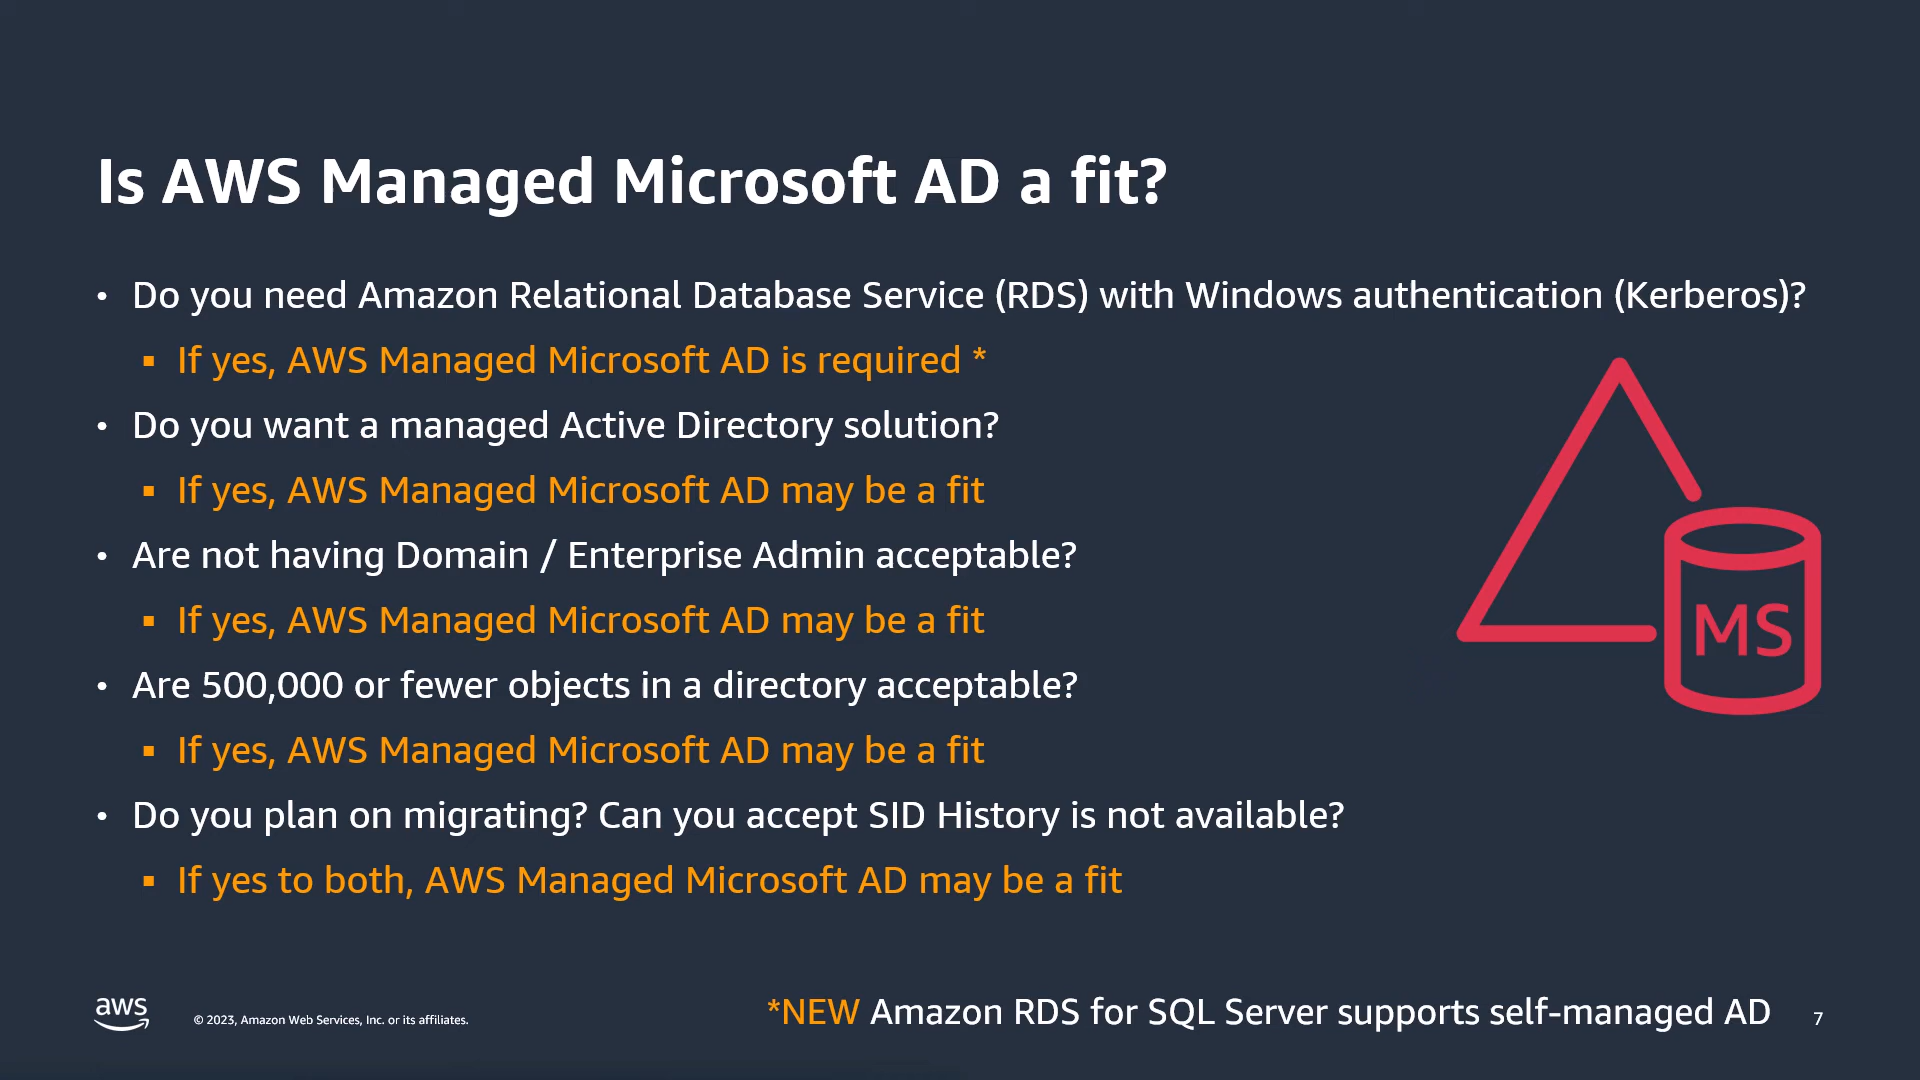 Is AWS Managed Microsoft AD a fit?
• Do you need Amazon Relational Database Service (RDS) with Windows authentication (Kerberos)?
▪ If yes, AWS Managed Microsoft AD is required *
• Do you want a managed Active Directory solution?
▪ If yes, AWS Managed Microsoft AD may be a fit
• Are not having Domain / Enterprise Admin acceptable?
▪ If yes, AWS Managed Microsoft AD may be a fit
• Are 500,000 or fewer objects in a directory acceptable?
▪ If yes, AWS Managed Microsoft AD may be a fit
• Do you plan on migrating? Can you accept SID History is not available?
▪ If yes to both, AWS Managed Microsoft AD may be a fit
MS
aws
© 2023, Amazon Web Services, Inc. or its affiliates.
*NEW Amazon RDS for SQL Server supports self-managed AD
7